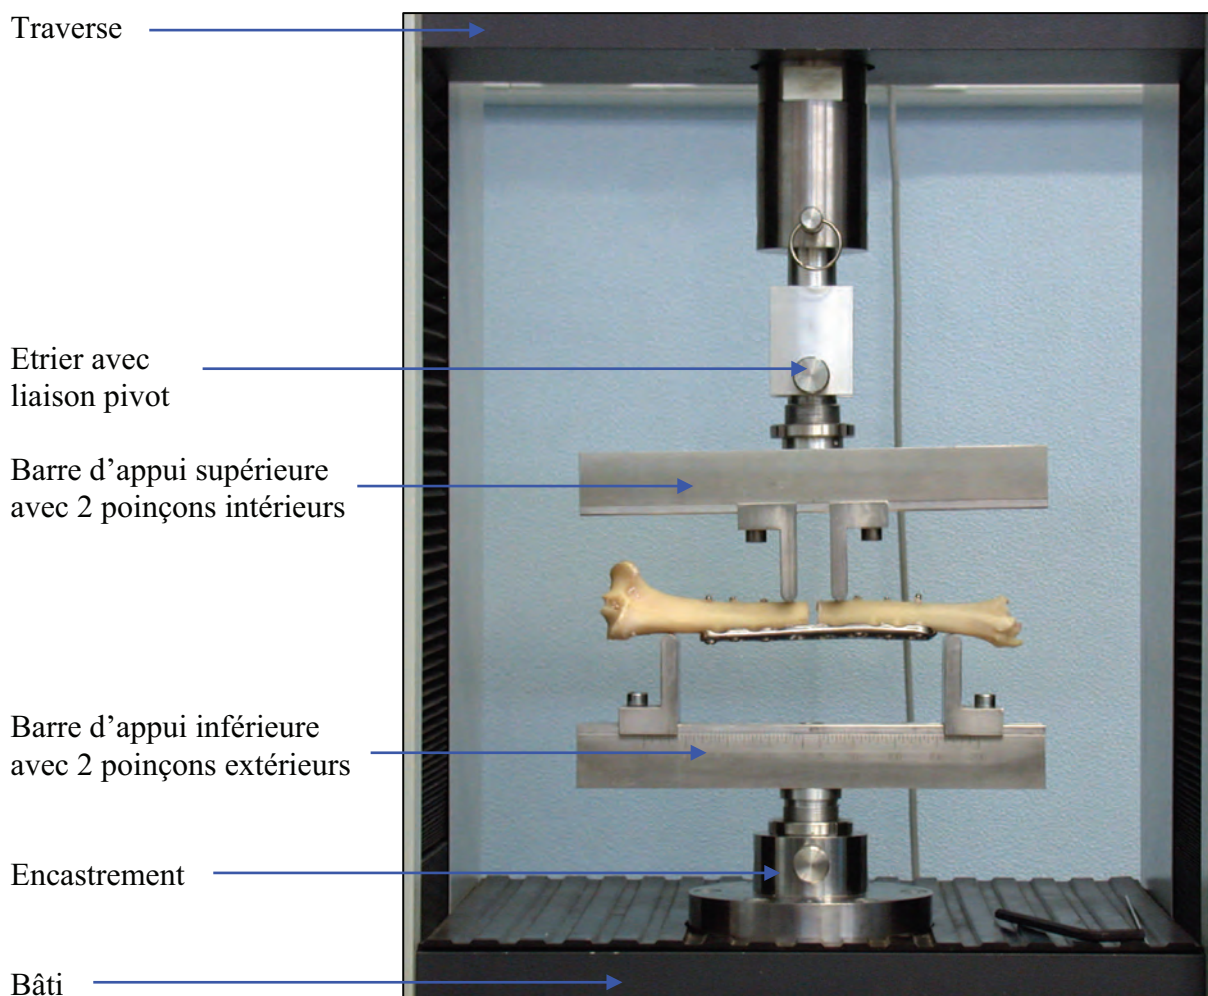 Traverse
Etrier avec
liaison pivot
Barre d'appui supérieure
avec 2 poinçons intérieurs
Barre d'appui inférieure
avec 2 poinçons extérieurs
Encastrement
Bâti